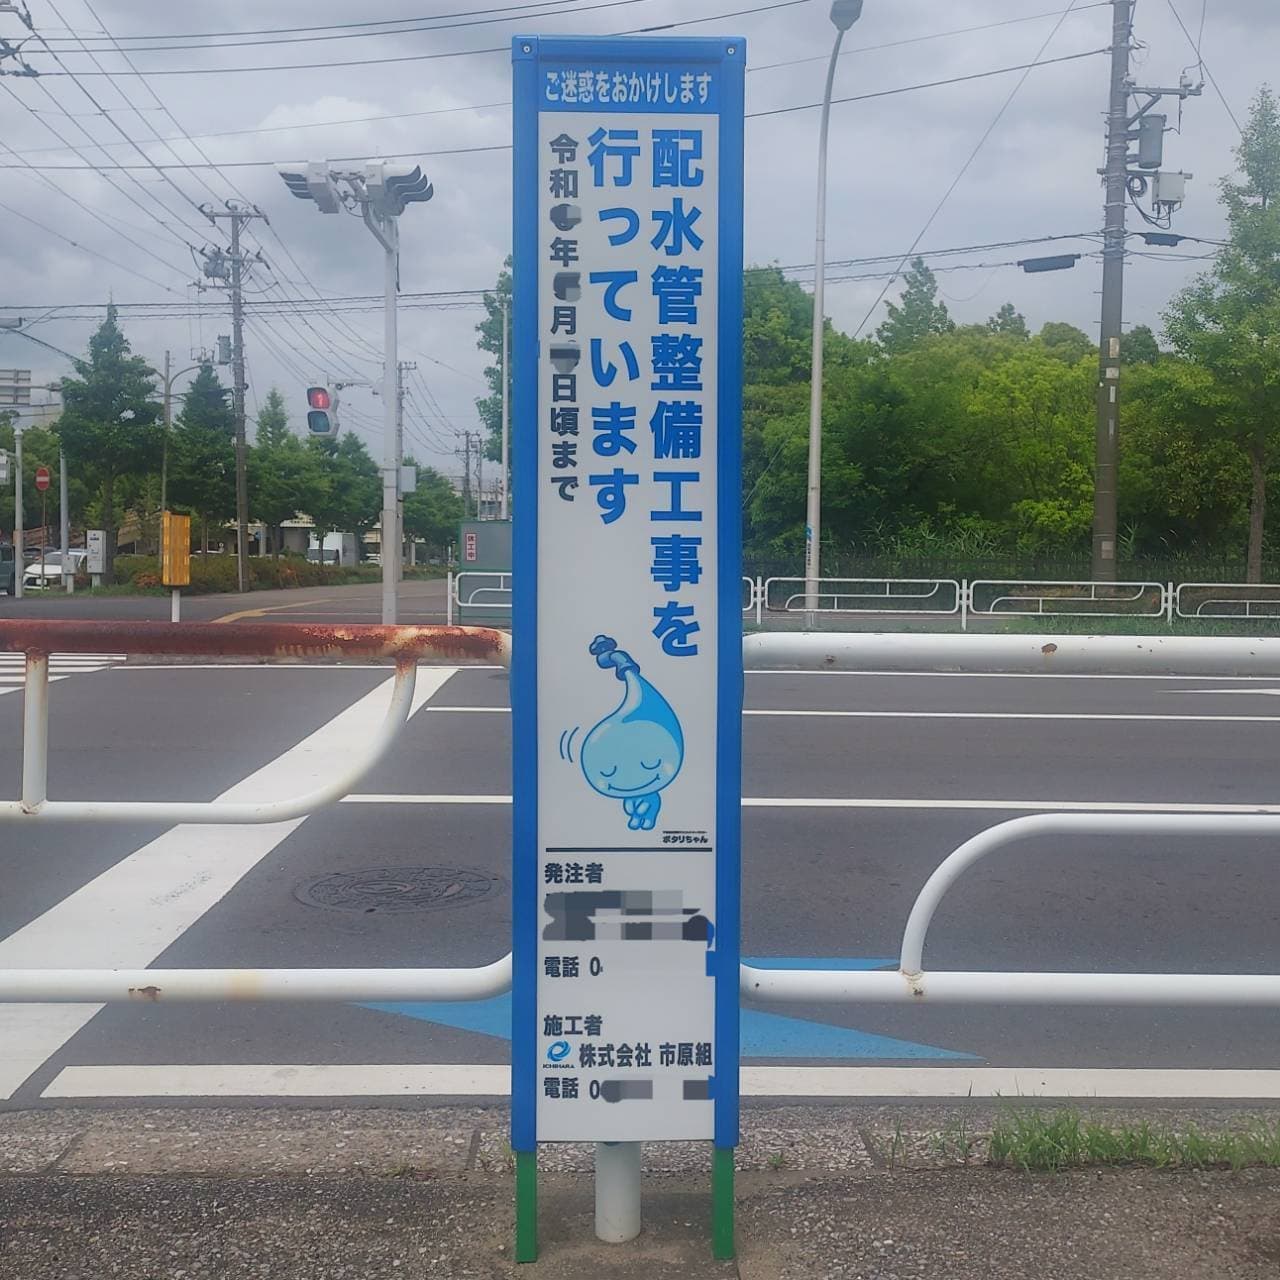 ご迷惑をおかけします
配水管整備工事を
行っています
令和 年 月 日頃まで
ポタリちゃん
発注者
電話 0
施工者
ICHIHARA
株式会社 市原組
電話 0
休工中